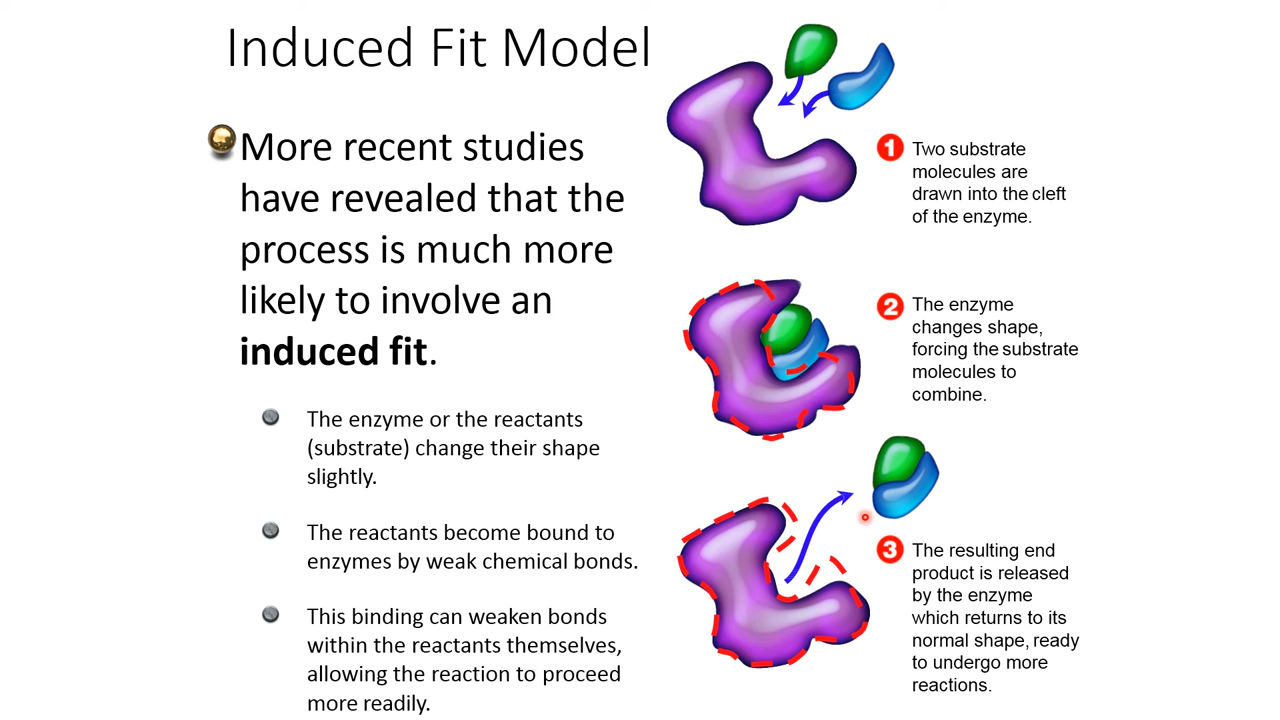 Induced Fit Model
More recent studies
have revealed that the
process is much more
likely to involve an
induced fit.
The enzyme or the reactants
(substrate) change their shape
slightly.
The reactants become bound to
enzymes by weak chemical bonds.
This binding can weaken bonds
within the reactants themselves,
allowing the reaction to proceed
more readily.
1
Two substrate
molecules are
drawn into the cleft
of the enzyme.
2
The enzyme
changes shape,
forcing the substrate
molecules to
combine.
3
The resulting end
product is released
by the enzyme
which returns to its
normal shape, ready
to undergo more
reactions.